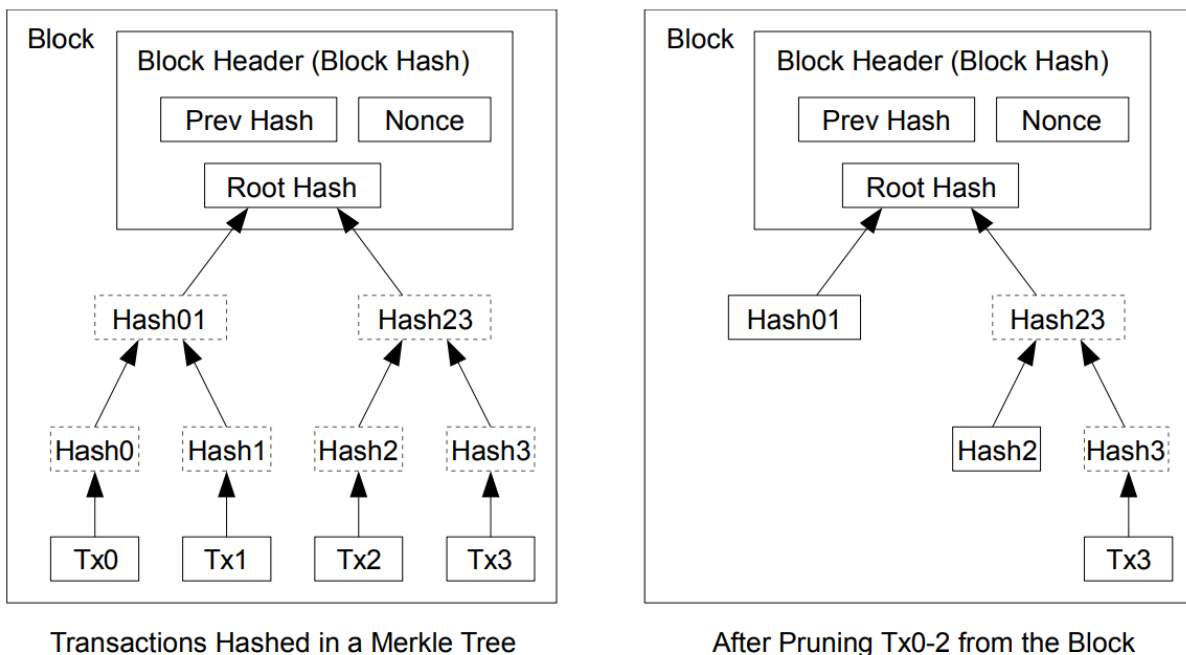 Block
Block Header (Block Hash)
Prev Hash
Nonce
Root Hash
Hash01
Hash23
Hash0
Hash1
Hash2
Hash3
Tx0
Tx1
Tx2
Tx3
Transactions Hashed in a Merkle Tree
Block
Block Header (Block Hash)
Prev Hash
Nonce
Root Hash
Hash01
Hash23
Hash2
Hash3
Tx3
After Pruning Tx0-2 from the Block